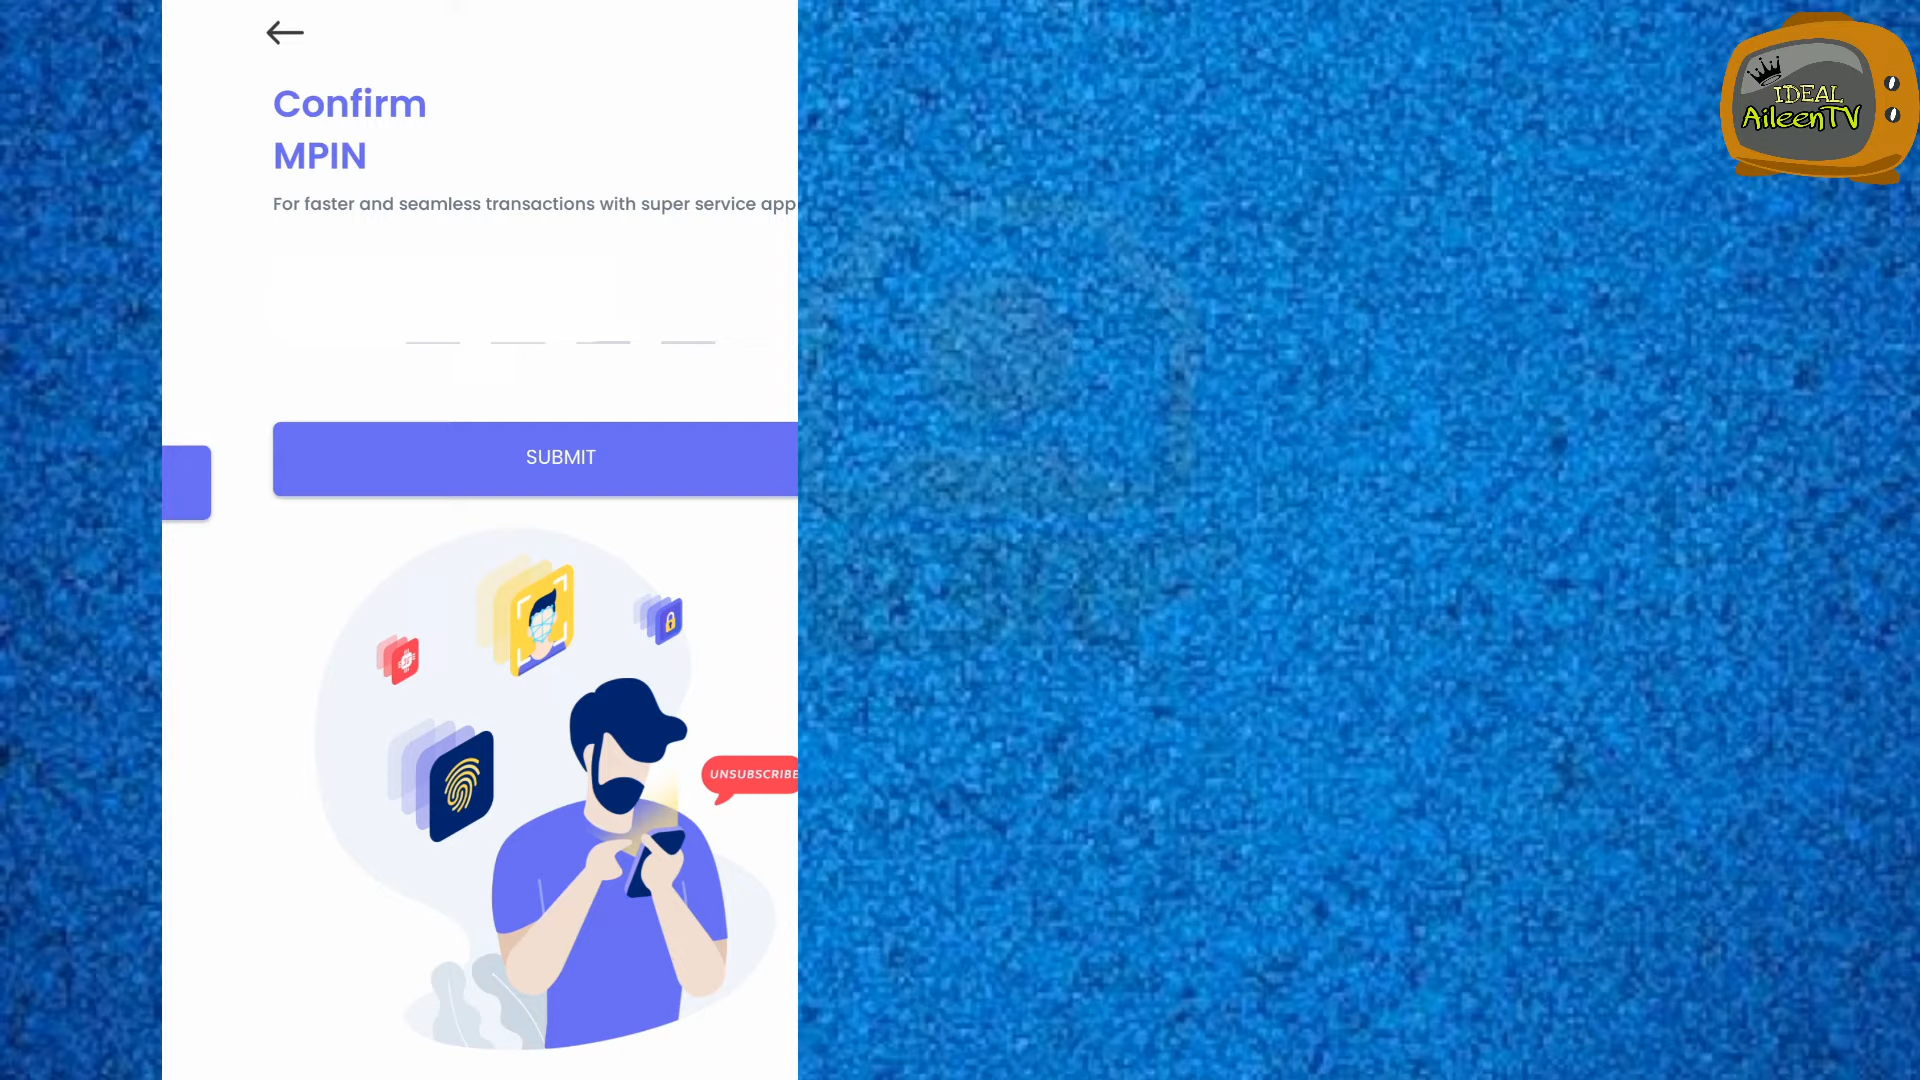 IDEAL
AileenTV
Confirm
MPIN
For faster and seamless transactions with super service app
SUBMIT
UNSUBSCRIBE